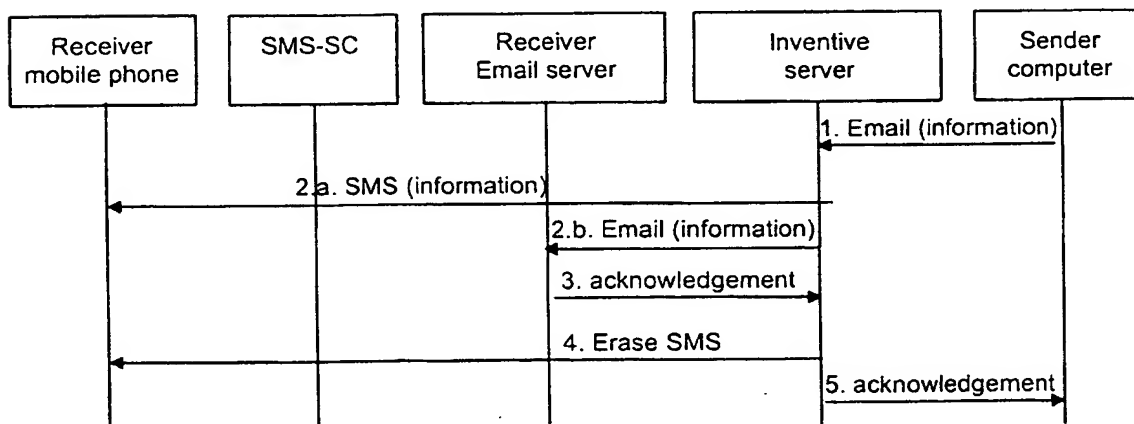 Receiver
mobile phone
SMS-SC
Receiver
Email server
Inventive
server
Sender
computer
1. Email (information)
2.a. SMS (information)
2.b. Email (information)
3. acknowledgement
4. Erase SMS
5. acknowledgement